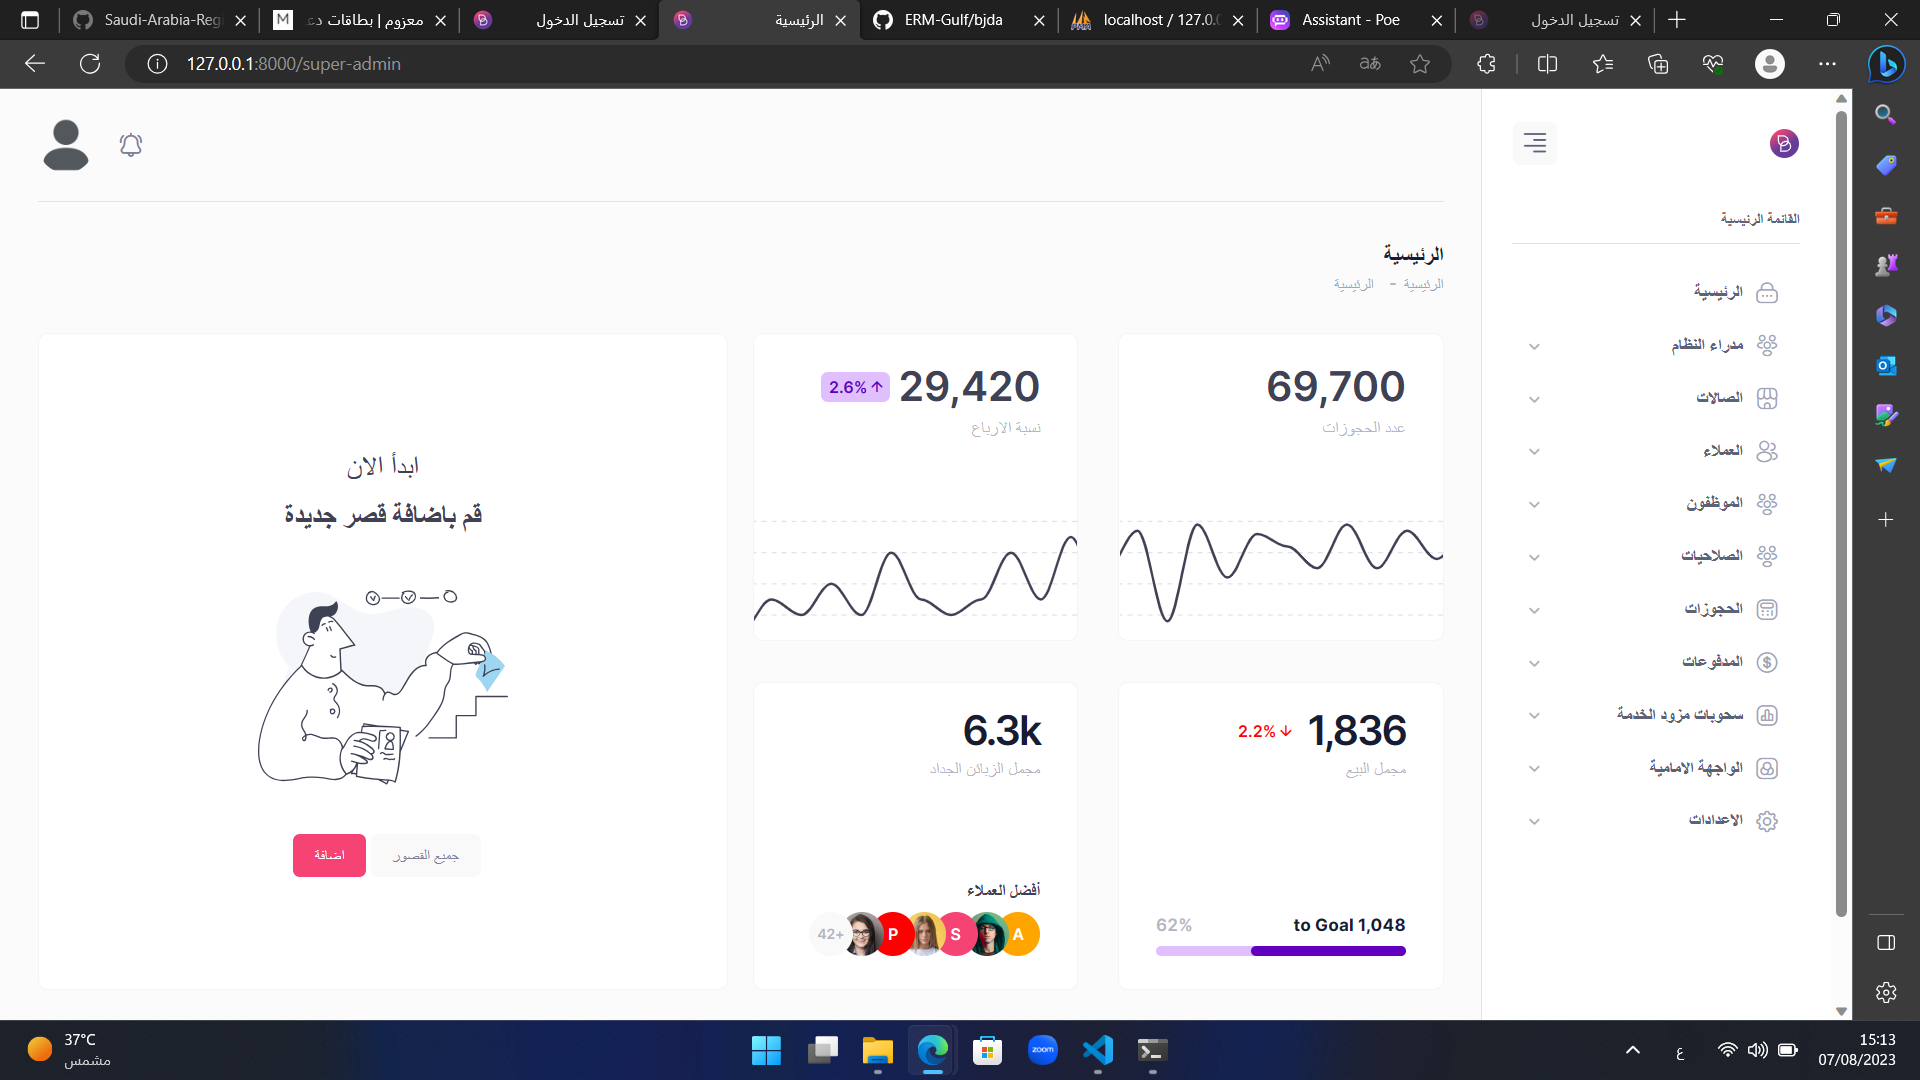 Saudi-Arabia-Reg
معزوم | بطاقات دع
تسجيل الدخول
الرئيسية
ERM-Gulf/bjda
localhost / 127.0.0
Assistant - Poe
تسجيل الدخول
127.0.0.1:8000/super-admin
القائمة الرئيسية
الرئيسية
مدراء النظام
الصالات
العملاء
الموظفون
الصلاحيات
الحجوزات
المدفوعات
سحوبات مزود الخدمة
الواجهة الامامية
الاعدادات
الرئيسية
الرئيسية - الرئيسية
69,700
عدد الحجوزات
29,420
2.6%
نسبة الارباع
ابدأ الان
قم باضافة قصر جديدة
جميع القصور
اضافة
1,836
2.2%
مجمل البيع
to Goal 1,048
62%
6.3k
مجمل الزبائن الجداد
أفضل العملاء
A
S
P
42+
37°C
مشمس
zoom
ع
15:13
07/08/2023